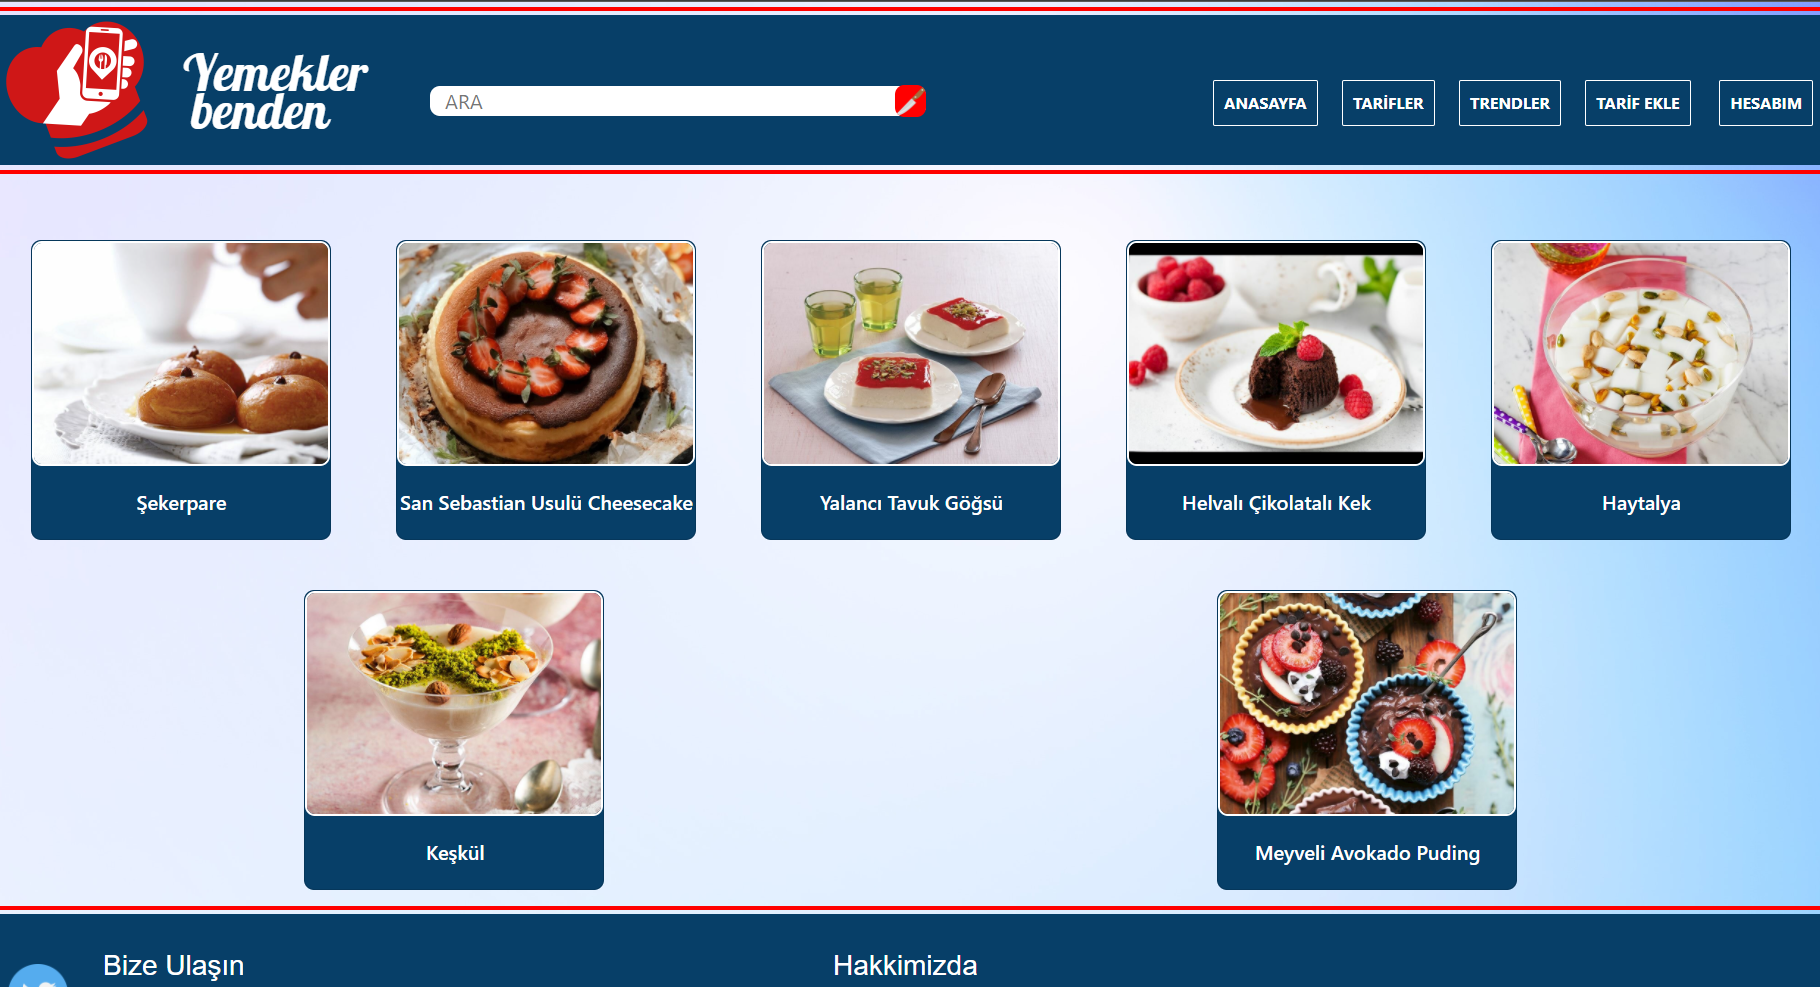 Yemekler
benden
ARA
ANASAYFA
TARİFLER
TRENDLER
TARİF EKLE
HESABIM
Şekerpare
San Sebastian Usulü Cheesecake
Yalancı Tavuk Göğsü
Helvalı Çikolatalı Kek
Haytalya
Keşkül
Meyveli Avokado Puding
Bize Ulaşın
Hakkimizda